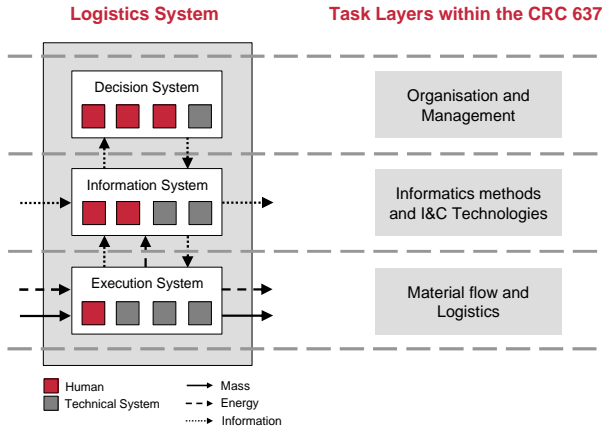 Logistics System
Task Layers within the CRC 637
Decision System
Organisation and
Management
Information System
Informatics methods
and I&C Technologies
Execution System
Material flow and
Logistics
Human
Technical System
Mass
Energy
Information